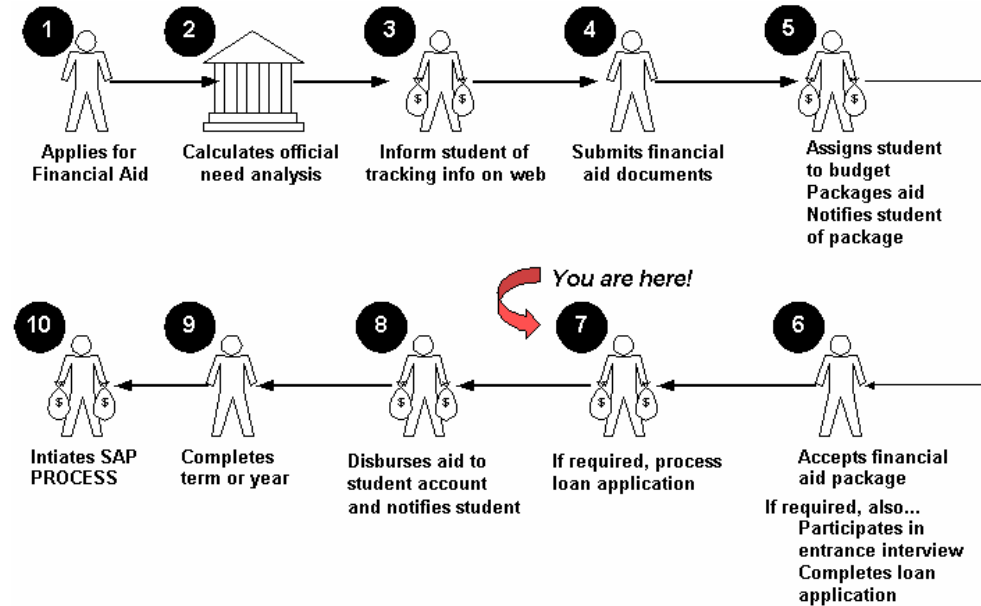 1
Applies for
Financial Aid
2
Calculates official
need analysis
3
$ $
Inform student of
tracking info on web
4
Submits financial
aid documents
5
$ $
Assigns student
to budget
Packages aid
Notifies student
of package
You are here!
10
$ $
Intiates SAP
PROCESS
9
Completes
term or year
8
$ $
Disburses aid to
student account
and notifies student
7
$ $
If required, process
loan application
6
Accepts financial
aid package
If required, also...
Participates in
entrance interview
Completes loan
application